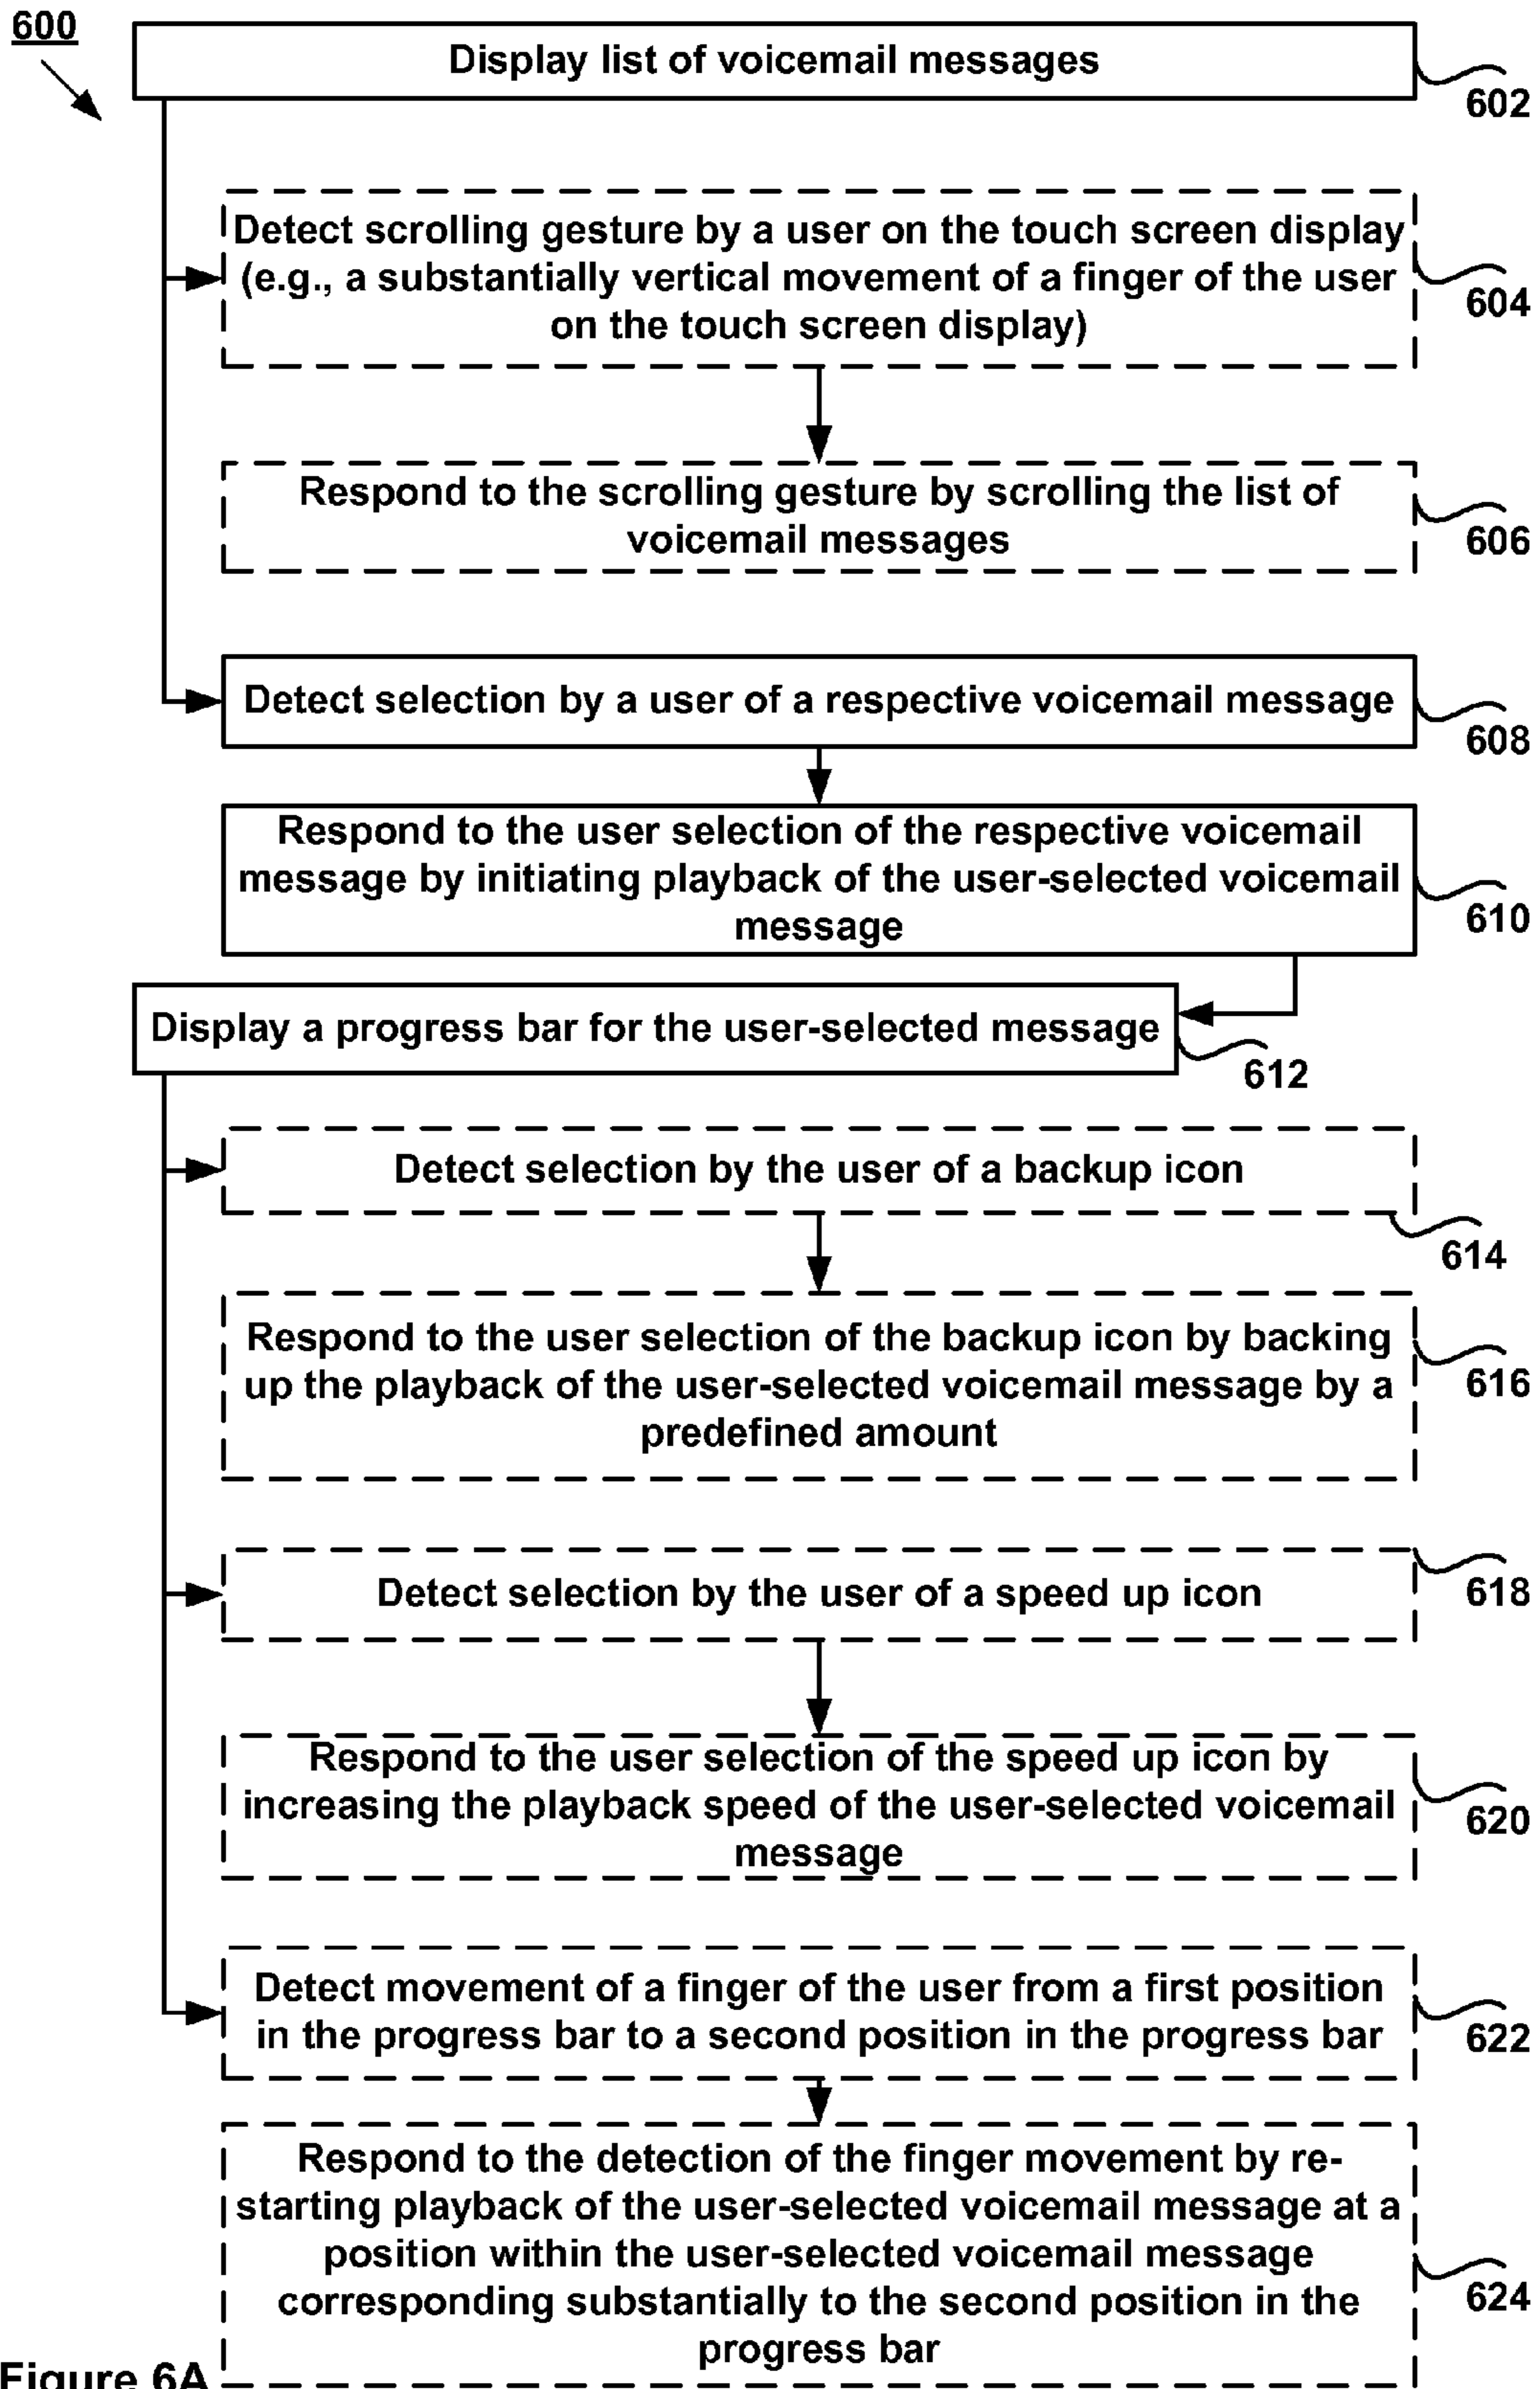 600
Display list of voicemail messages
602
Detect scrolling gesture by a user on the touch screen display
(e.g., a substantially vertical movement of a finger of the user
on the touch screen display)
604
Respond to the scrolling gesture by scrolling the list of
voicemail messages
606
Detect selection by a user of a respective voicemail message
608
Respond to the user selection of the respective voicemail
message by initiating playback of the user-selected voicemail
message
610
Display a progress bar for the user-selected message
612
Detect selection by the user of a backup icon
614
Respond to the user selection of the backup icon by backing
up the playback of the user-selected voicemail message by a
predefined amount
616
Detect selection by the user of a speed up icon
618
Respond to the user selection of the speed up icon by
increasing the playback speed of the user-selected voicemail
message
620
Detect movement of a finger of the user from a first position
in the progress bar to a second position in the progress bar
622
Respond to the detection of the finger movement by re-
starting playback of the user-selected voicemail message at a
position within the user-selected voicemail message
corresponding substantially to the second position in the
progress bar
624
Figure 6A